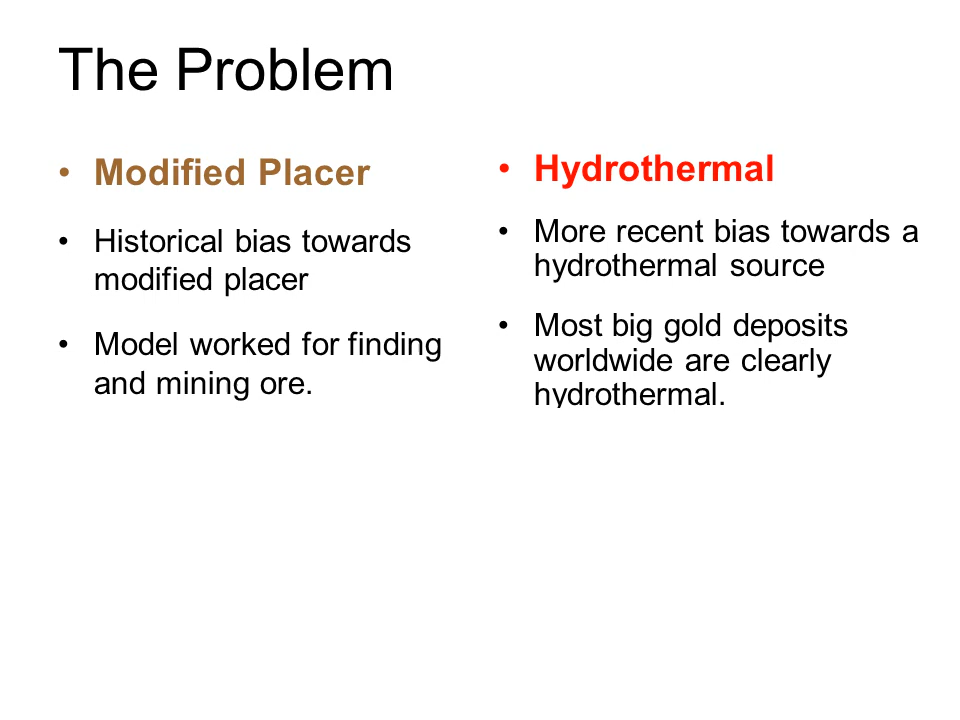 The Problem
• Modified Placer
• Historical bias towards
modified placer
• Model worked for finding
and mining ore.
• Hydrothermal
• More recent bias towards a
hydrothermal source
• Most big gold deposits
worldwide are clearly
hydrothermal.